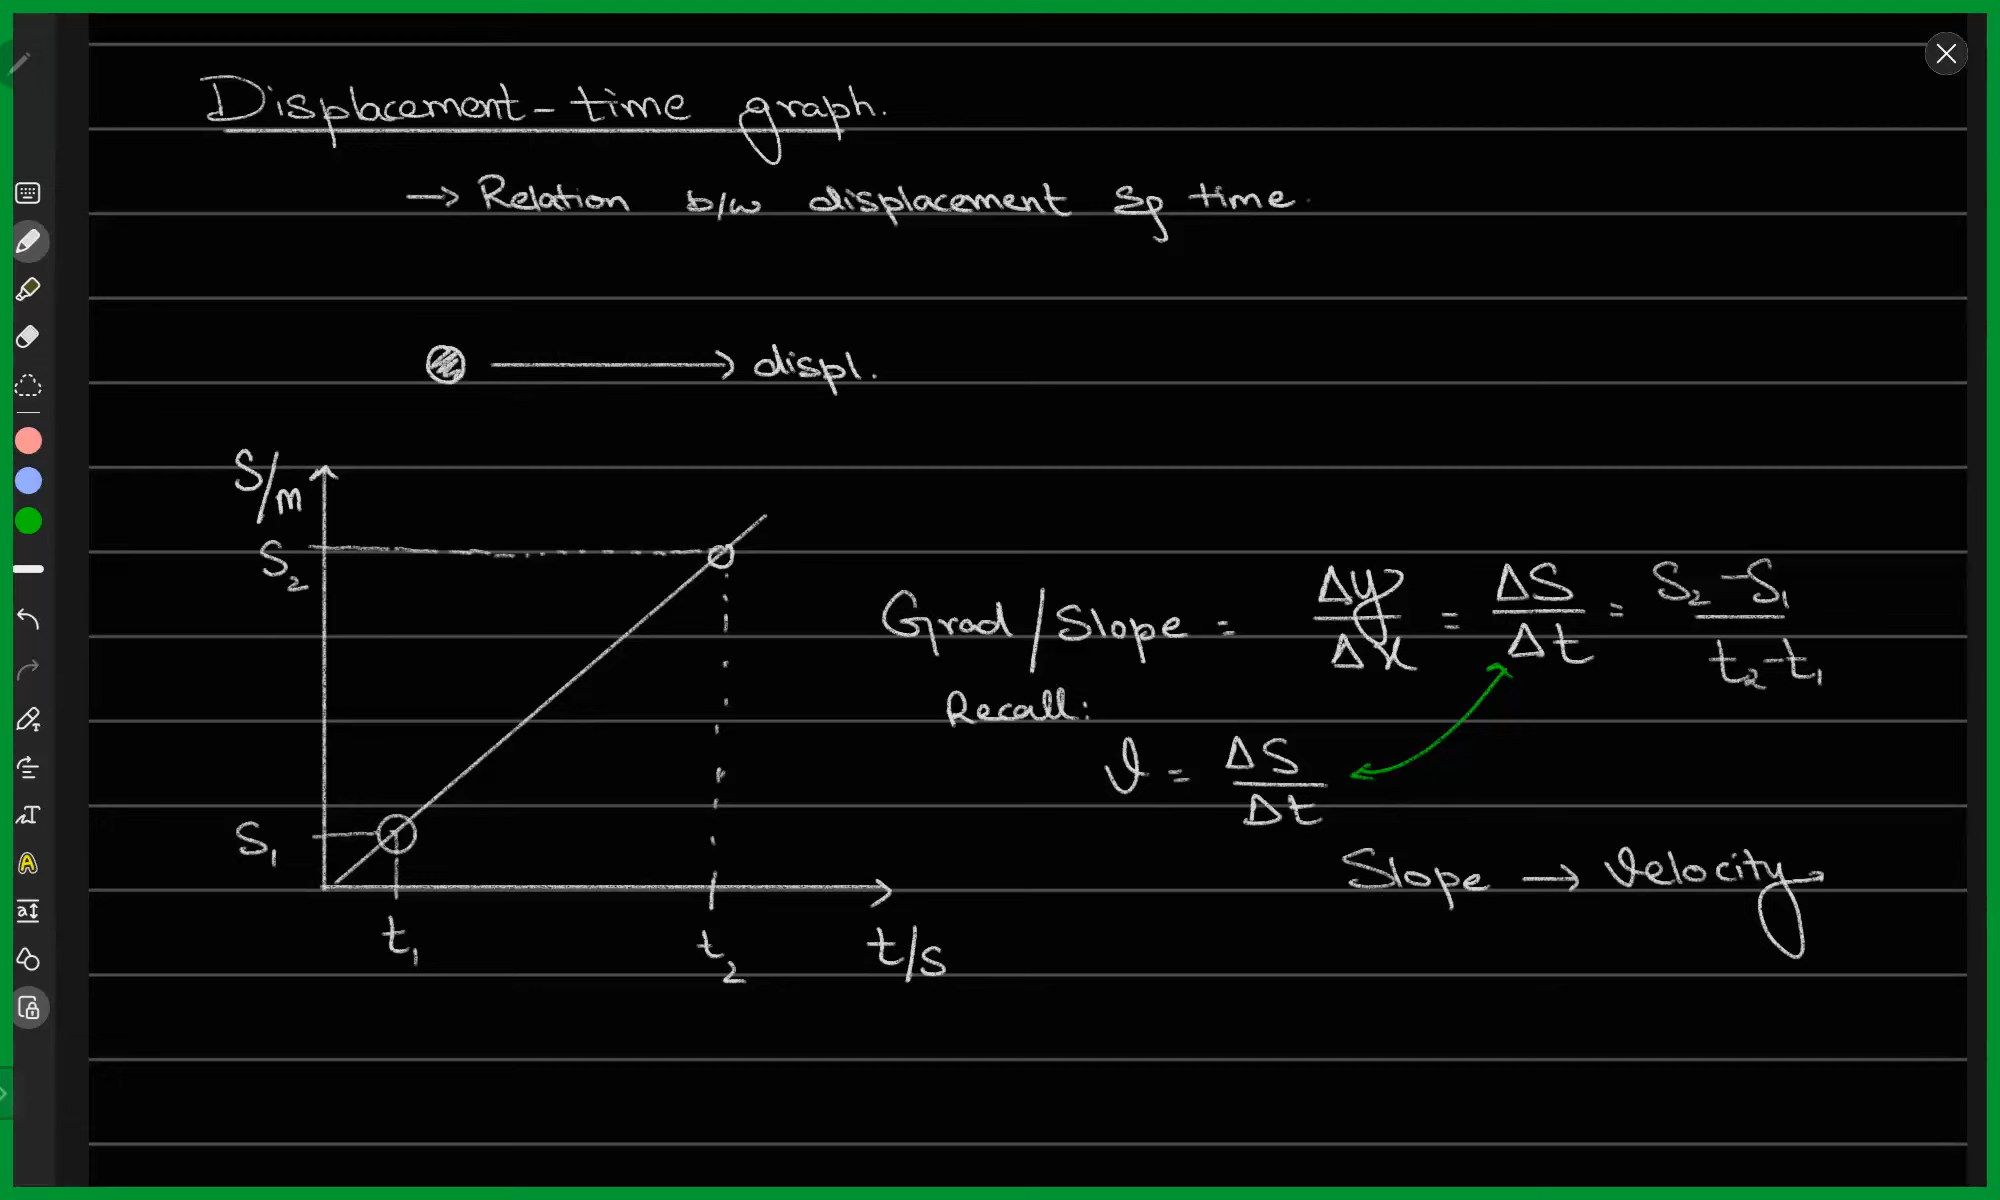 Displacement-time graph.
→ Relation b/w displacement & time.
→ displ.
S/m
S₂
S₁
t₁
t₂
t/s
Grad/Slope = Δy/Δx = ΔS/Δt = S₂-S₁/t₂-t₁
Recall:
v = ΔS/Δt
Slope → Velocity